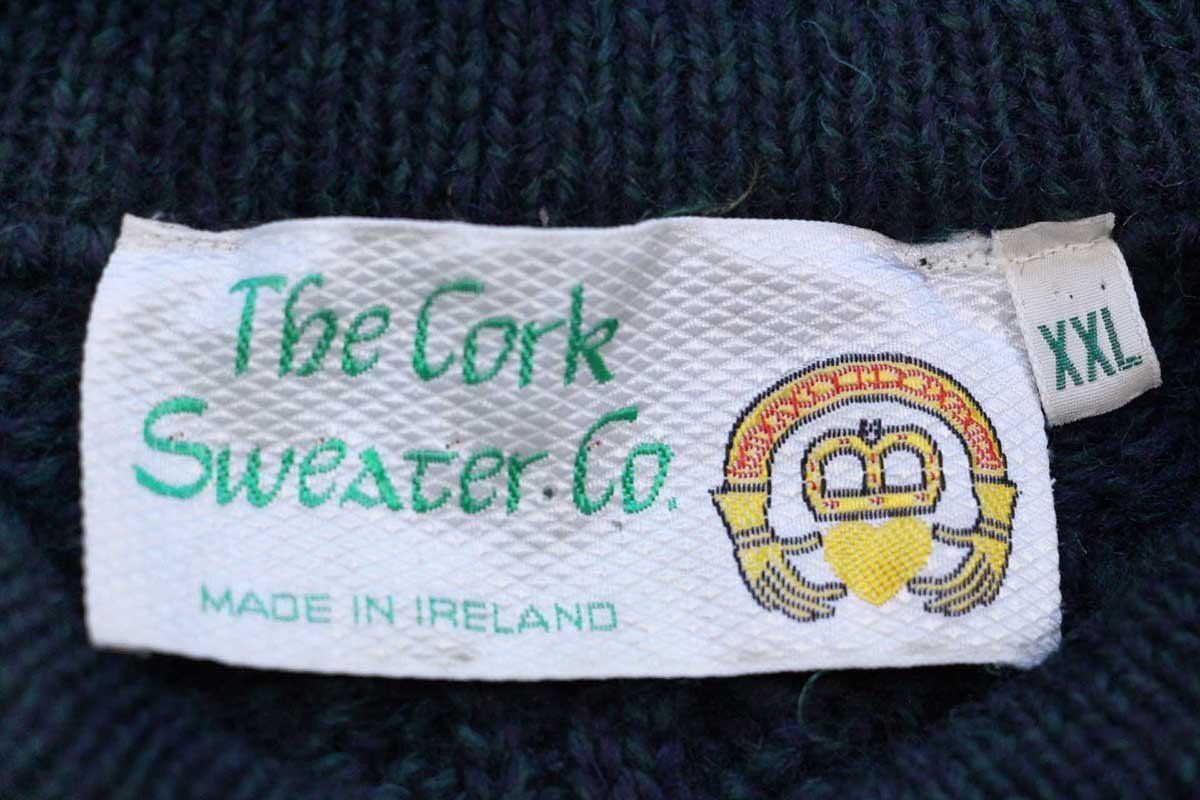 The Cork
Sweater Co.
MADE IN IRELAND
XXL